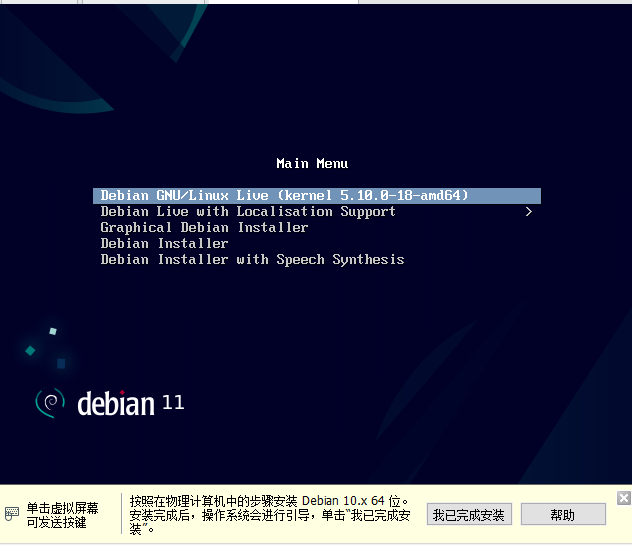 Main Menu
Debian GNU/Linux Live (kernel 5.10.0-18-amd64)
Debian Live with Localisation Support >
Graphical Debian Installer
Debian Installer
Debian Installer with Speech Synthesis
debian 11
单击虚拟屏幕
可发送按键
按照在物理计算机中的步骤安装 Debian 10.x 64 位。
安装完成后，操作系统会进行引导，单击“我已完成安
装”。
我已完成安装
帮助